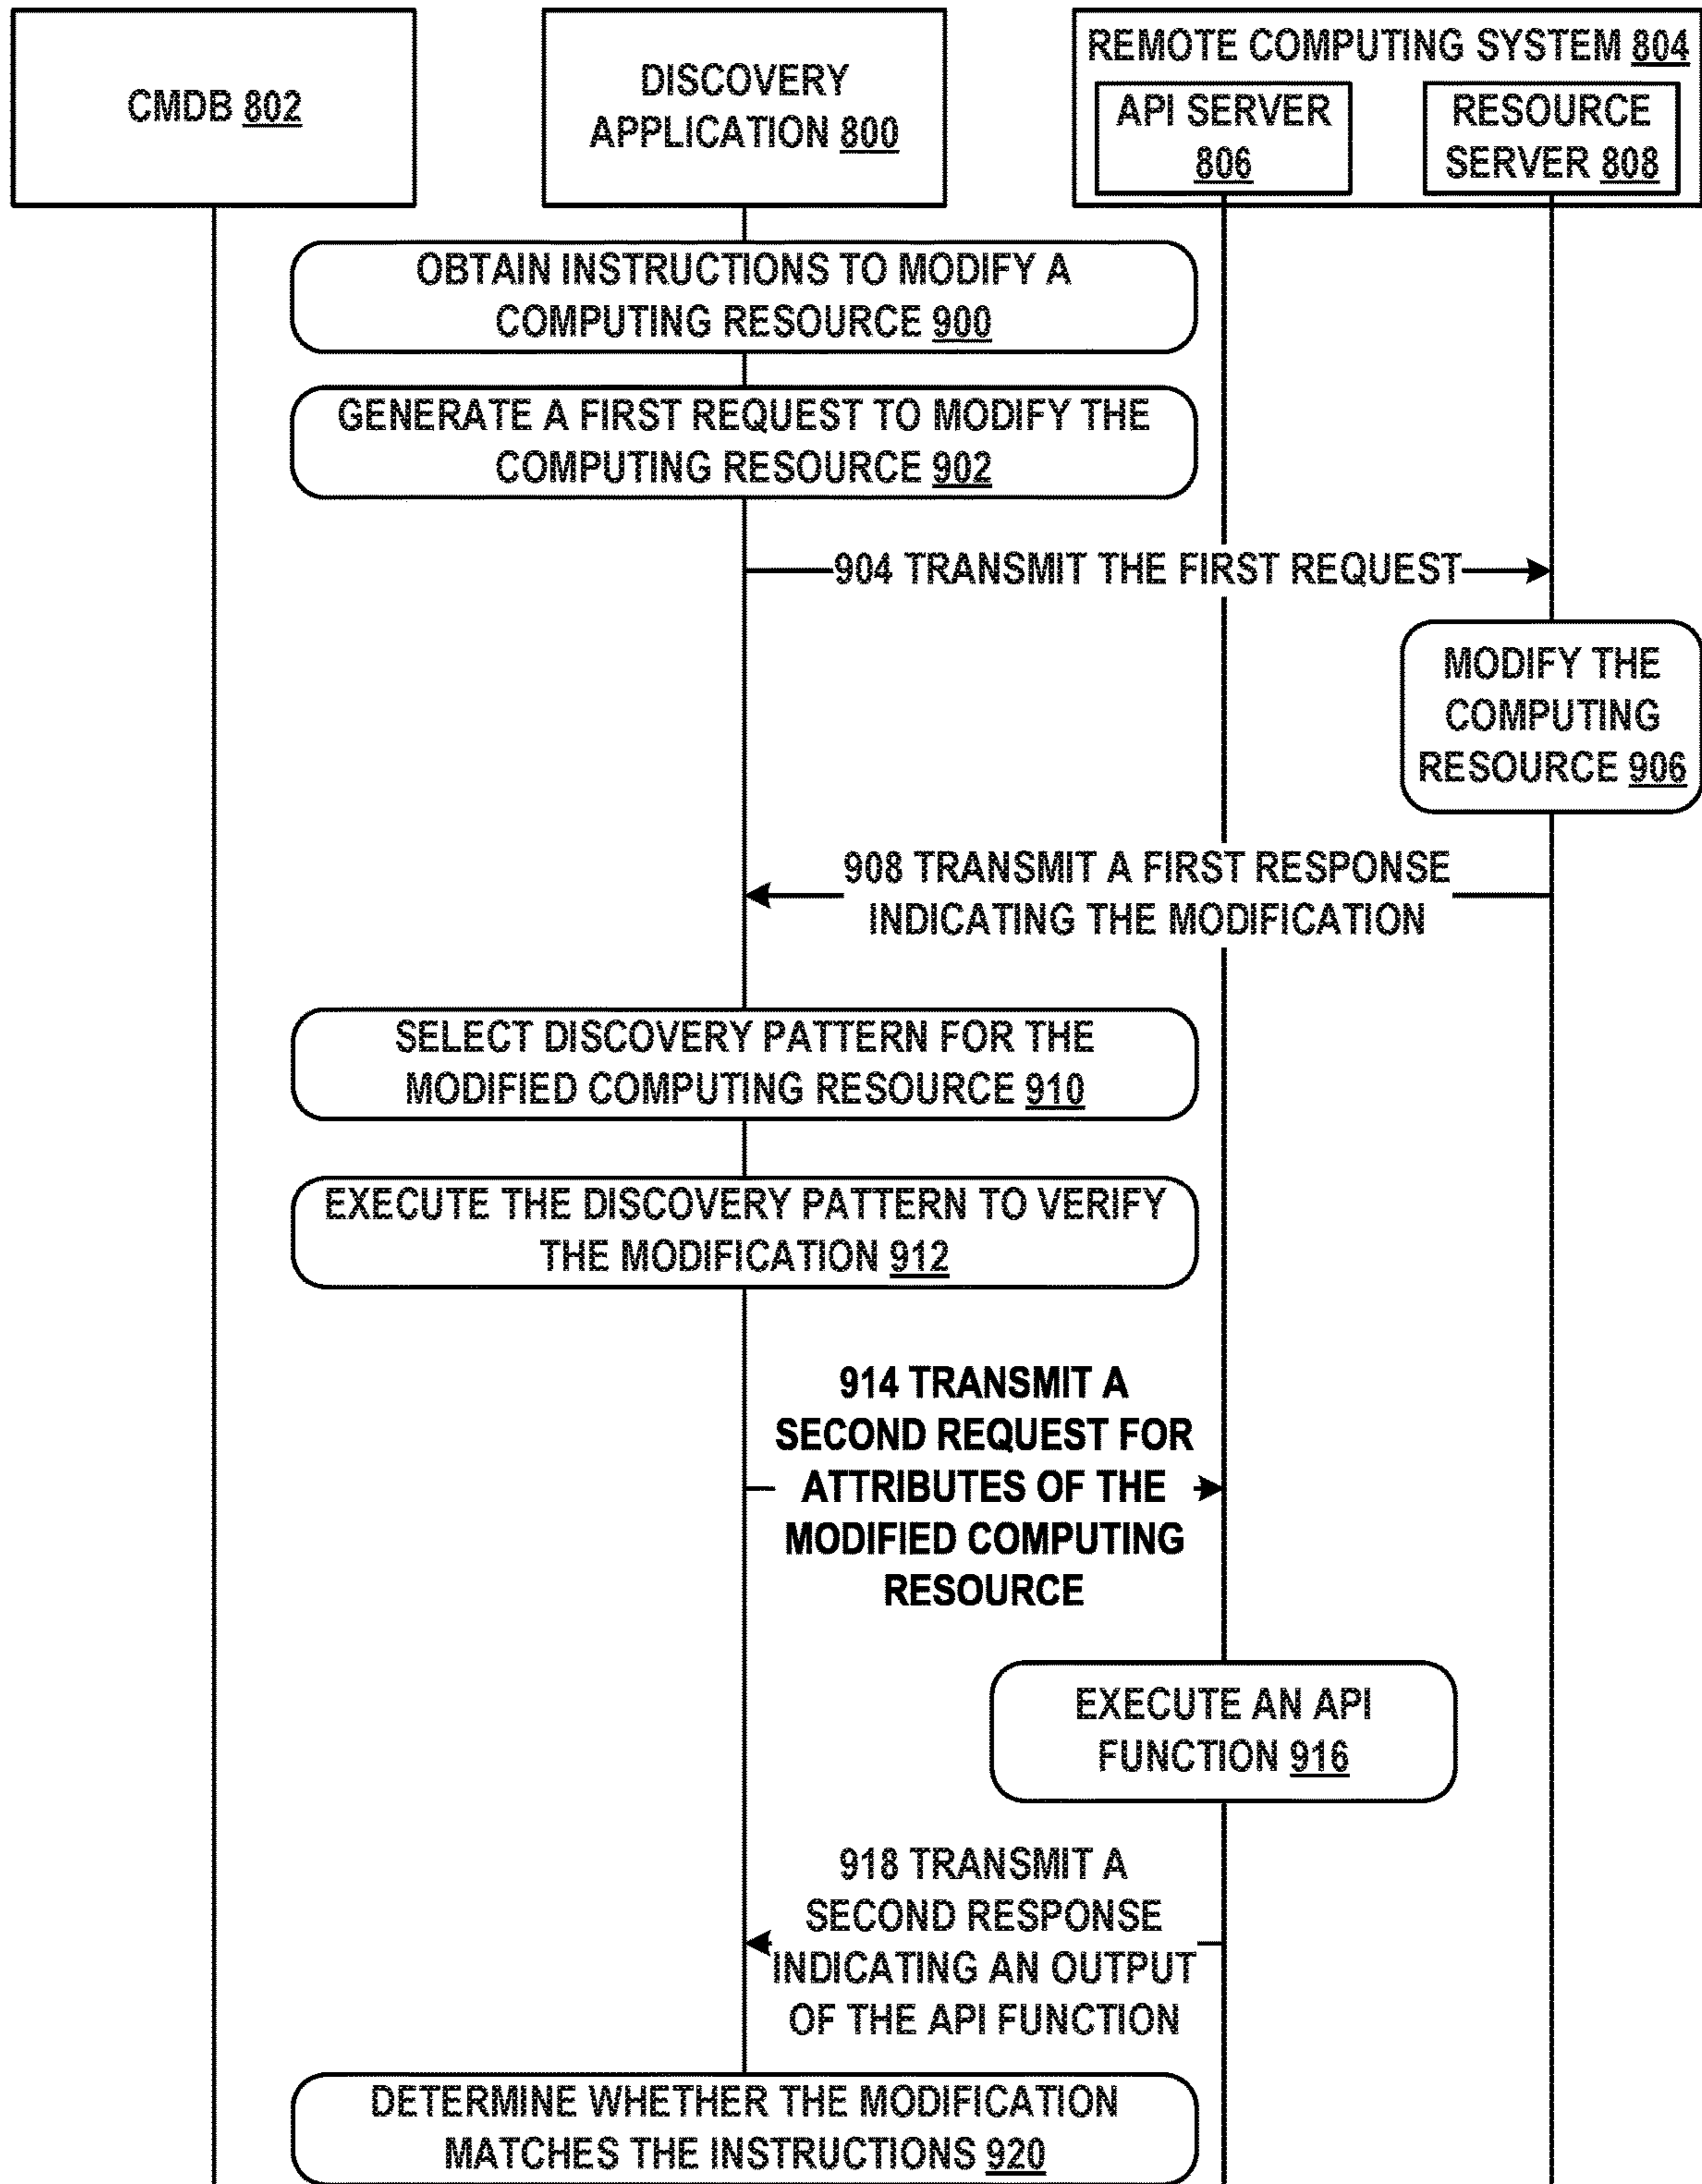 CMDB 802
DISCOVERY
APPLICATION 800
REMOTE COMPUTING SYSTEM 804
API SERVER
806
RESOURCE
SERVER 808
OBTAIN INSTRUCTIONS TO MODIFY A
COMPUTING RESOURCE 900
GENERATE A FIRST REQUEST TO MODIFY THE
COMPUTING RESOURCE 902
904 TRANSMIT THE FIRST REQUEST
MODIFY THE
COMPUTING
RESOURCE 906
908 TRANSMIT A FIRST RESPONSE
INDICATING THE MODIFICATION
SELECT DISCOVERY PATTERN FOR THE
MODIFIED COMPUTING RESOURCE 910
EXECUTE THE DISCOVERY PATTERN TO VERIFY
THE MODIFICATION 912
914 TRANSMIT A
SECOND REQUEST FOR
ATTRIBUTES OF THE
MODIFIED COMPUTING
RESOURCE
EXECUTE AN API
FUNCTION 916
918 TRANSMIT A
SECOND RESPONSE
INDICATING AN OUTPUT
OF THE API FUNCTION
DETERMINE WHETHER THE MODIFICATION
MATCHES THE INSTRUCTIONS 920